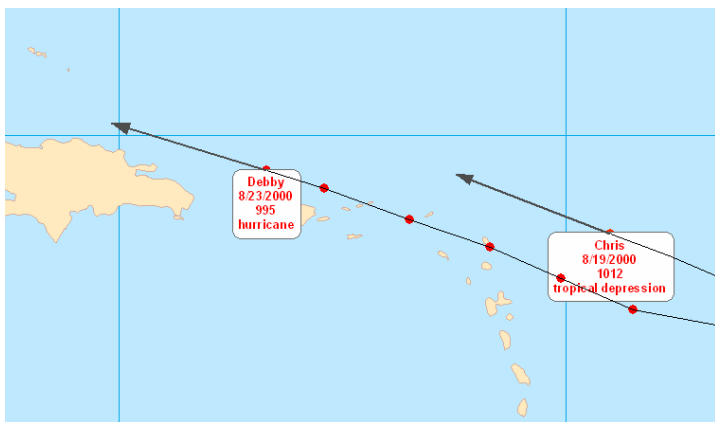 Debby
8/23/2000
995
hurricane
Chris
8/19/2000
1012
tropical depression